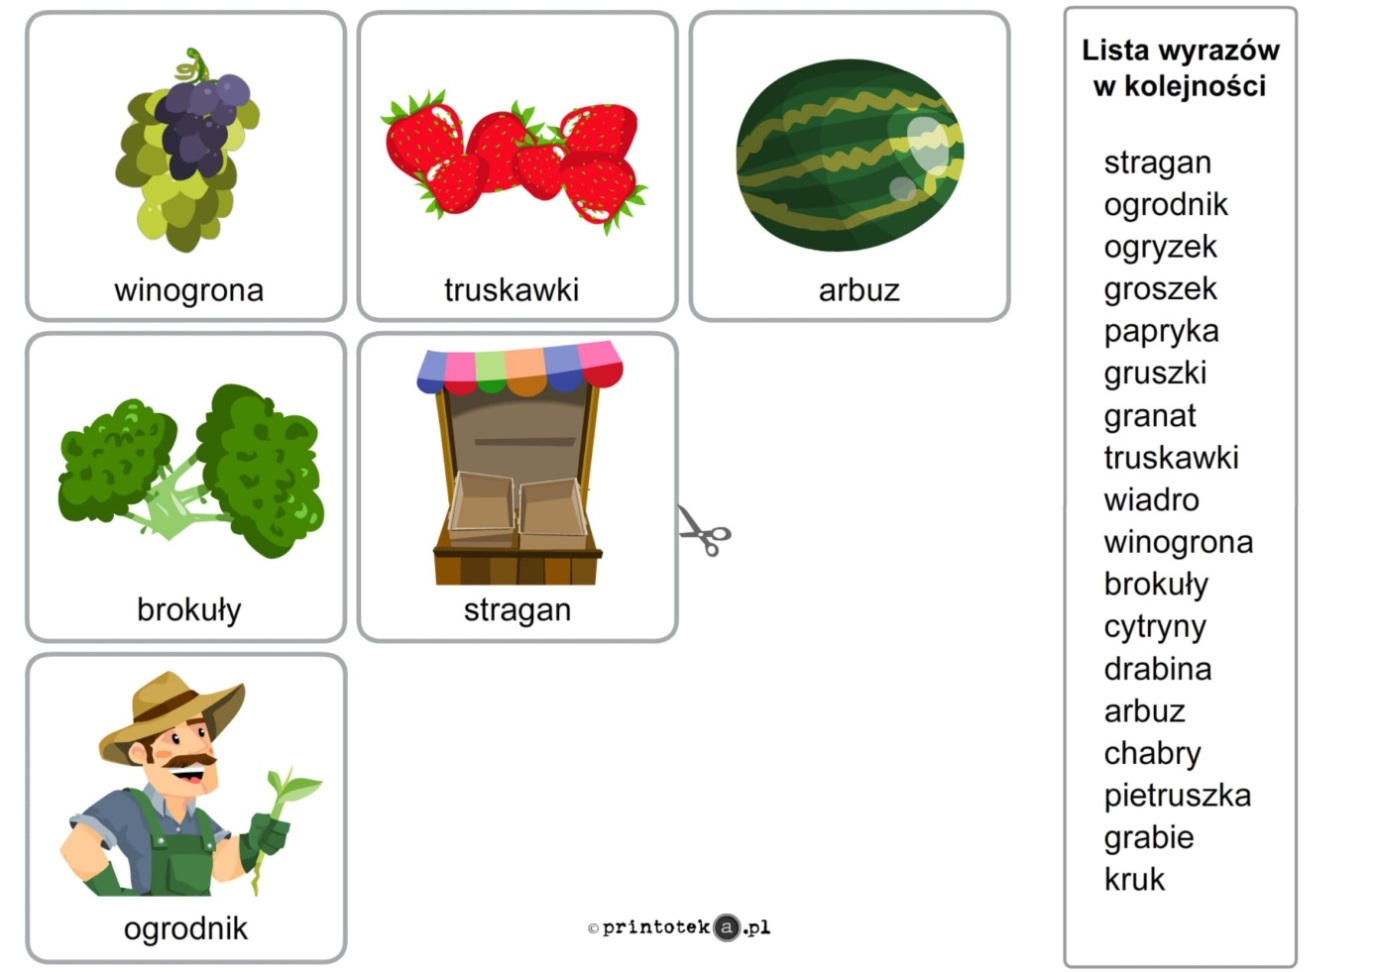 winogrona
truskawki
arbuz
brokuły
stragan
ogrodnik
© printoteka.pl
Lista wyrazów
w kolejności
stragan
ogrodnik
ogryzek
groszek
papryka
gruszki
granat
truskawki
wiadro
winogrona
brokuły
cytryny
drabina
arbuz
chabry
pietruszka
grabie
kruk